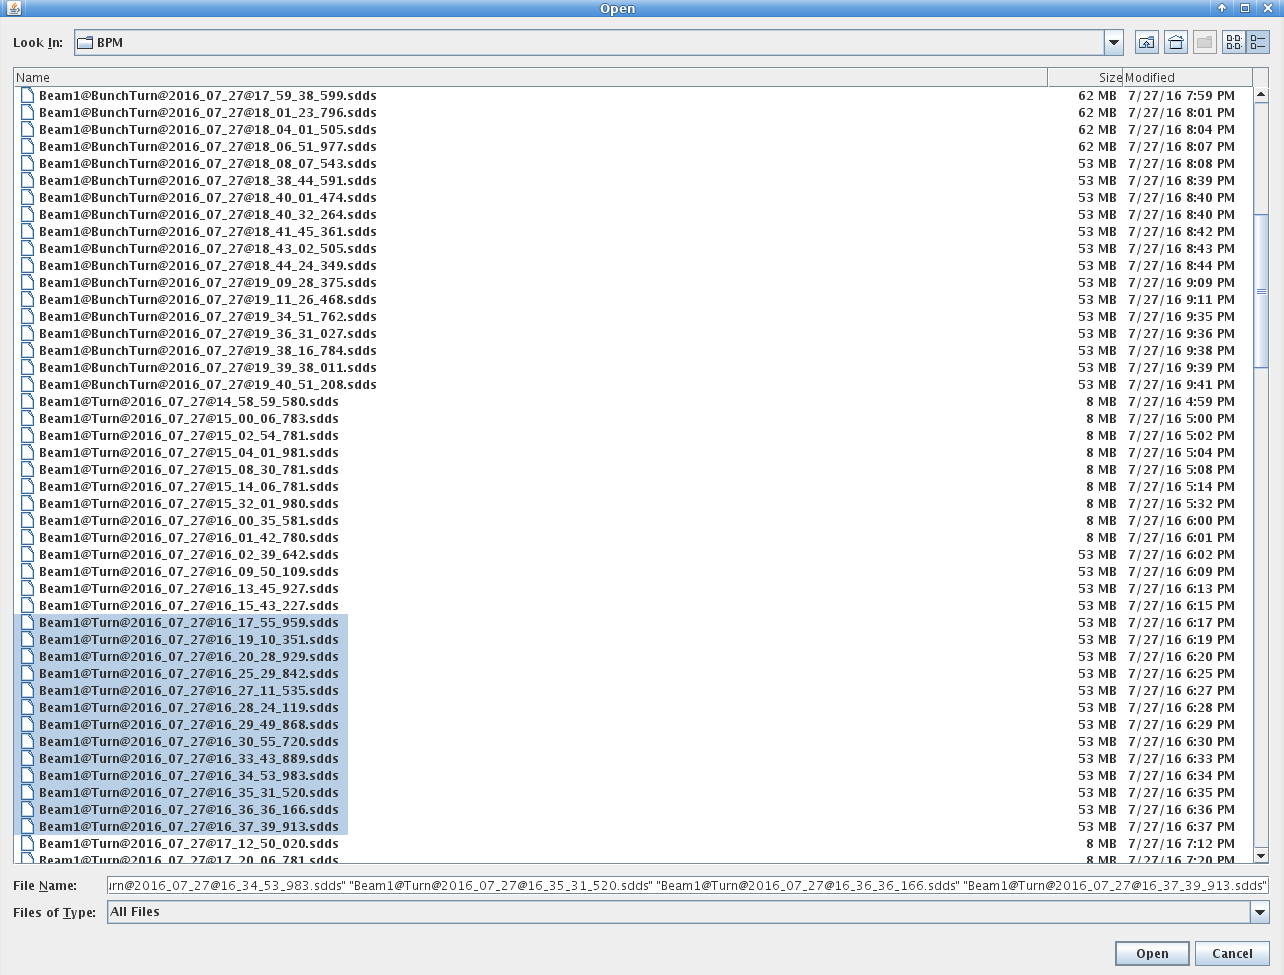 Open
Look In: BPM
Name Size Modified
Beam1@BunchTurn@2016_07_27@17_59_38_599.sdds 62 MB 7/27/16 7:59 PM
Beam1@BunchTurn@2016_07_27@18_01_23_796.sdds 62 MB 7/27/16 8:01 PM
Beam1@BunchTurn@2016_07_27@18_04_01_505.sdds 62 MB 7/27/16 8:04 PM
Beam1@BunchTurn@2016_07_27@18_06_51_977.sdds 62 MB 7/27/16 8:07 PM
Beam1@BunchTurn@2016_07_27@18_08_07_543.sdds 53 MB 7/27/16 8:08 PM
Beam1@BunchTurn@2016_07_27@18_38_44_591.sdds 53 MB 7/27/16 8:39 PM
Beam1@BunchTurn@2016_07_27@18_40_01_474.sdds 53 MB 7/27/16 8:40 PM
Beam1@BunchTurn@2016_07_27@18_40_32_264.sdds 53 MB 7/27/16 8:40 PM
Beam1@BunchTurn@2016_07_27@18_41_45_361.sdds 53 MB 7/27/16 8:42 PM
Beam1@BunchTurn@2016_07_27@18_43_02_505.sdds 53 MB 7/27/16 8:43 PM
Beam1@BunchTurn@2016_07_27@18_44_24_349.sdds 53 MB 7/27/16 8:44 PM
Beam1@BunchTurn@2016_07_27@19_09_28_375.sdds 53 MB 7/27/16 9:09 PM
Beam1@BunchTurn@2016_07_27@19_11_26_468.sdds 53 MB 7/27/16 9:11 PM
Beam1@BunchTurn@2016_07_27@19_34_51_762.sdds 53 MB 7/27/16 9:35 PM
Beam1@BunchTurn@2016_07_27@19_36_31_027.sdds 53 MB 7/27/16 9:36 PM
Beam1@BunchTurn@2016_07_27@19_38_16_784.sdds 53 MB 7/27/16 9:38 PM
Beam1@BunchTurn@2016_07_27@19_39_38_011.sdds 53 MB 7/27/16 9:39 PM
Beam1@BunchTurn@2016_07_27@19_40_51_208.sdds 53 MB 7/27/16 9:41 PM
Beam1@Turn@2016_07_27@14_58_59_580.sdds 8 MB 7/27/16 4:59 PM
Beam1@Turn@2016_07_27@15_00_06_783.sdds 8 MB 7/27/16 5:00 PM
Beam1@Turn@2016_07_27@15_02_54_781.sdds 8 MB 7/27/16 5:02 PM
Beam1@Turn@2016_07_27@15_04_01_981.sdds 8 MB 7/27/16 5:04 PM
Beam1@Turn@2016_07_27@15_08_30_781.sdds 8 MB 7/27/16 5:08 PM
Beam1@Turn@2016_07_27@15_14_06_781.sdds 8 MB 7/27/16 5:14 PM
Beam1@Turn@2016_07_27@15_32_01_980.sdds 8 MB 7/27/16 5:32 PM
Beam1@Turn@2016_07_27@16_00_35_581.sdds 8 MB 7/27/16 6:00 PM
Beam1@Turn@2016_07_27@16_01_42_780.sdds 8 MB 7/27/16 6:01 PM
Beam1@Turn@2016_07_27@16_02_39_642.sdds 53 MB 7/27/16 6:02 PM
Beam1@Turn@2016_07_27@16_09_50_109.sdds 53 MB 7/27/16 6:09 PM
Beam1@Turn@2016_07_27@16_13_45_927.sdds 53 MB 7/27/16 6:13 PM
Beam1@Turn@2016_07_27@16_15_43_227.sdds 53 MB 7/27/16 6:15 PM
Beam1@Turn@2016_07_27@16_17_55_959.sdds 53 MB 7/27/16 6:17 PM
Beam1@Turn@2016_07_27@16_19_10_351.sdds 53 MB 7/27/16 6:19 PM
Beam1@Turn@2016_07_27@16_20_28_929.sdds 53 MB 7/27/16 6:20 PM
Beam1@Turn@2016_07_27@16_25_29_842.sdds 53 MB 7/27/16 6:25 PM
Beam1@Turn@2016_07_27@16_27_11_535.sdds 53 MB 7/27/16 6:27 PM
Beam1@Turn@2016_07_27@16_28_24_119.sdds 53 MB 7/27/16 6:28 PM
Beam1@Turn@2016_07_27@16_29_49_868.sdds 53 MB 7/27/16 6:29 PM
Beam1@Turn@2016_07_27@16_30_55_720.sdds 53 MB 7/27/16 6:30 PM
Beam1@Turn@2016_07_27@16_33_43_889.sdds 53 MB 7/27/16 6:33 PM
Beam1@Turn@2016_07_27@16_34_53_983.sdds 53 MB 7/27/16 6:34 PM
Beam1@Turn@2016_07_27@16_35_31_520.sdds 53 MB 7/27/16 6:35 PM
Beam1@Turn@2016_07_27@16_36_36_166.sdds 53 MB 7/27/16 6:36 PM
Beam1@Turn@2016_07_27@16_37_39_913.sdds 53 MB 7/27/16 6:37 PM
Beam1@Turn@2016_07_27@17_12_50_020.sdds 8 MB 7/27/16 7:12 PM
Beam1@Turn@2016_07_27@17_20_06_781.sdds 8 MB 7/27/16 7:20 PM
File Name: urn@2016_07_27@16_34_53_983.sdds" "Beam1@Turn@2016_07_27@16_35_31_520.sdds" "Beam1@Turn@2016_07_27@16_36_36_166.sdds" "Beam1@Turn@2016_07_27@16_37_39_913.sdds"
Files of Type: All Files
Open Cancel